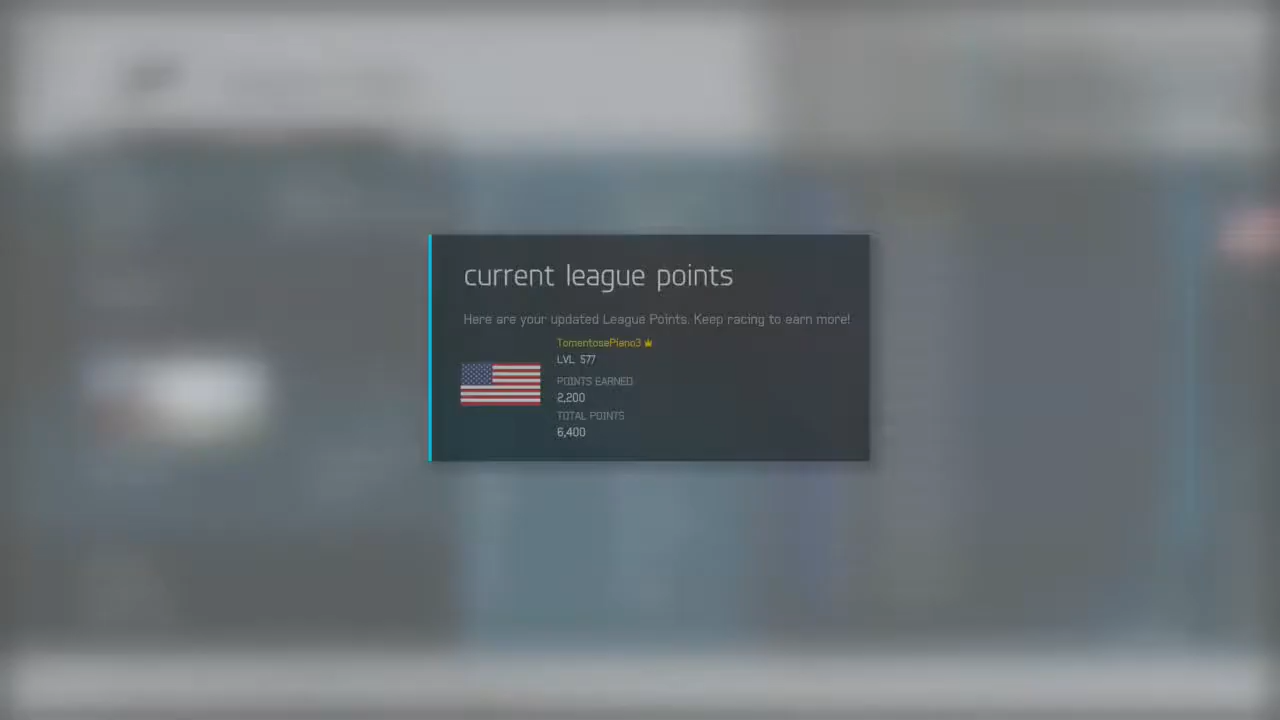 current league points
Here are your updated League Points. Keep racing to earn more!
TomentosePiano3
LVL 577
POINTS EARNED
2,200
TOTAL POINTS
6,400